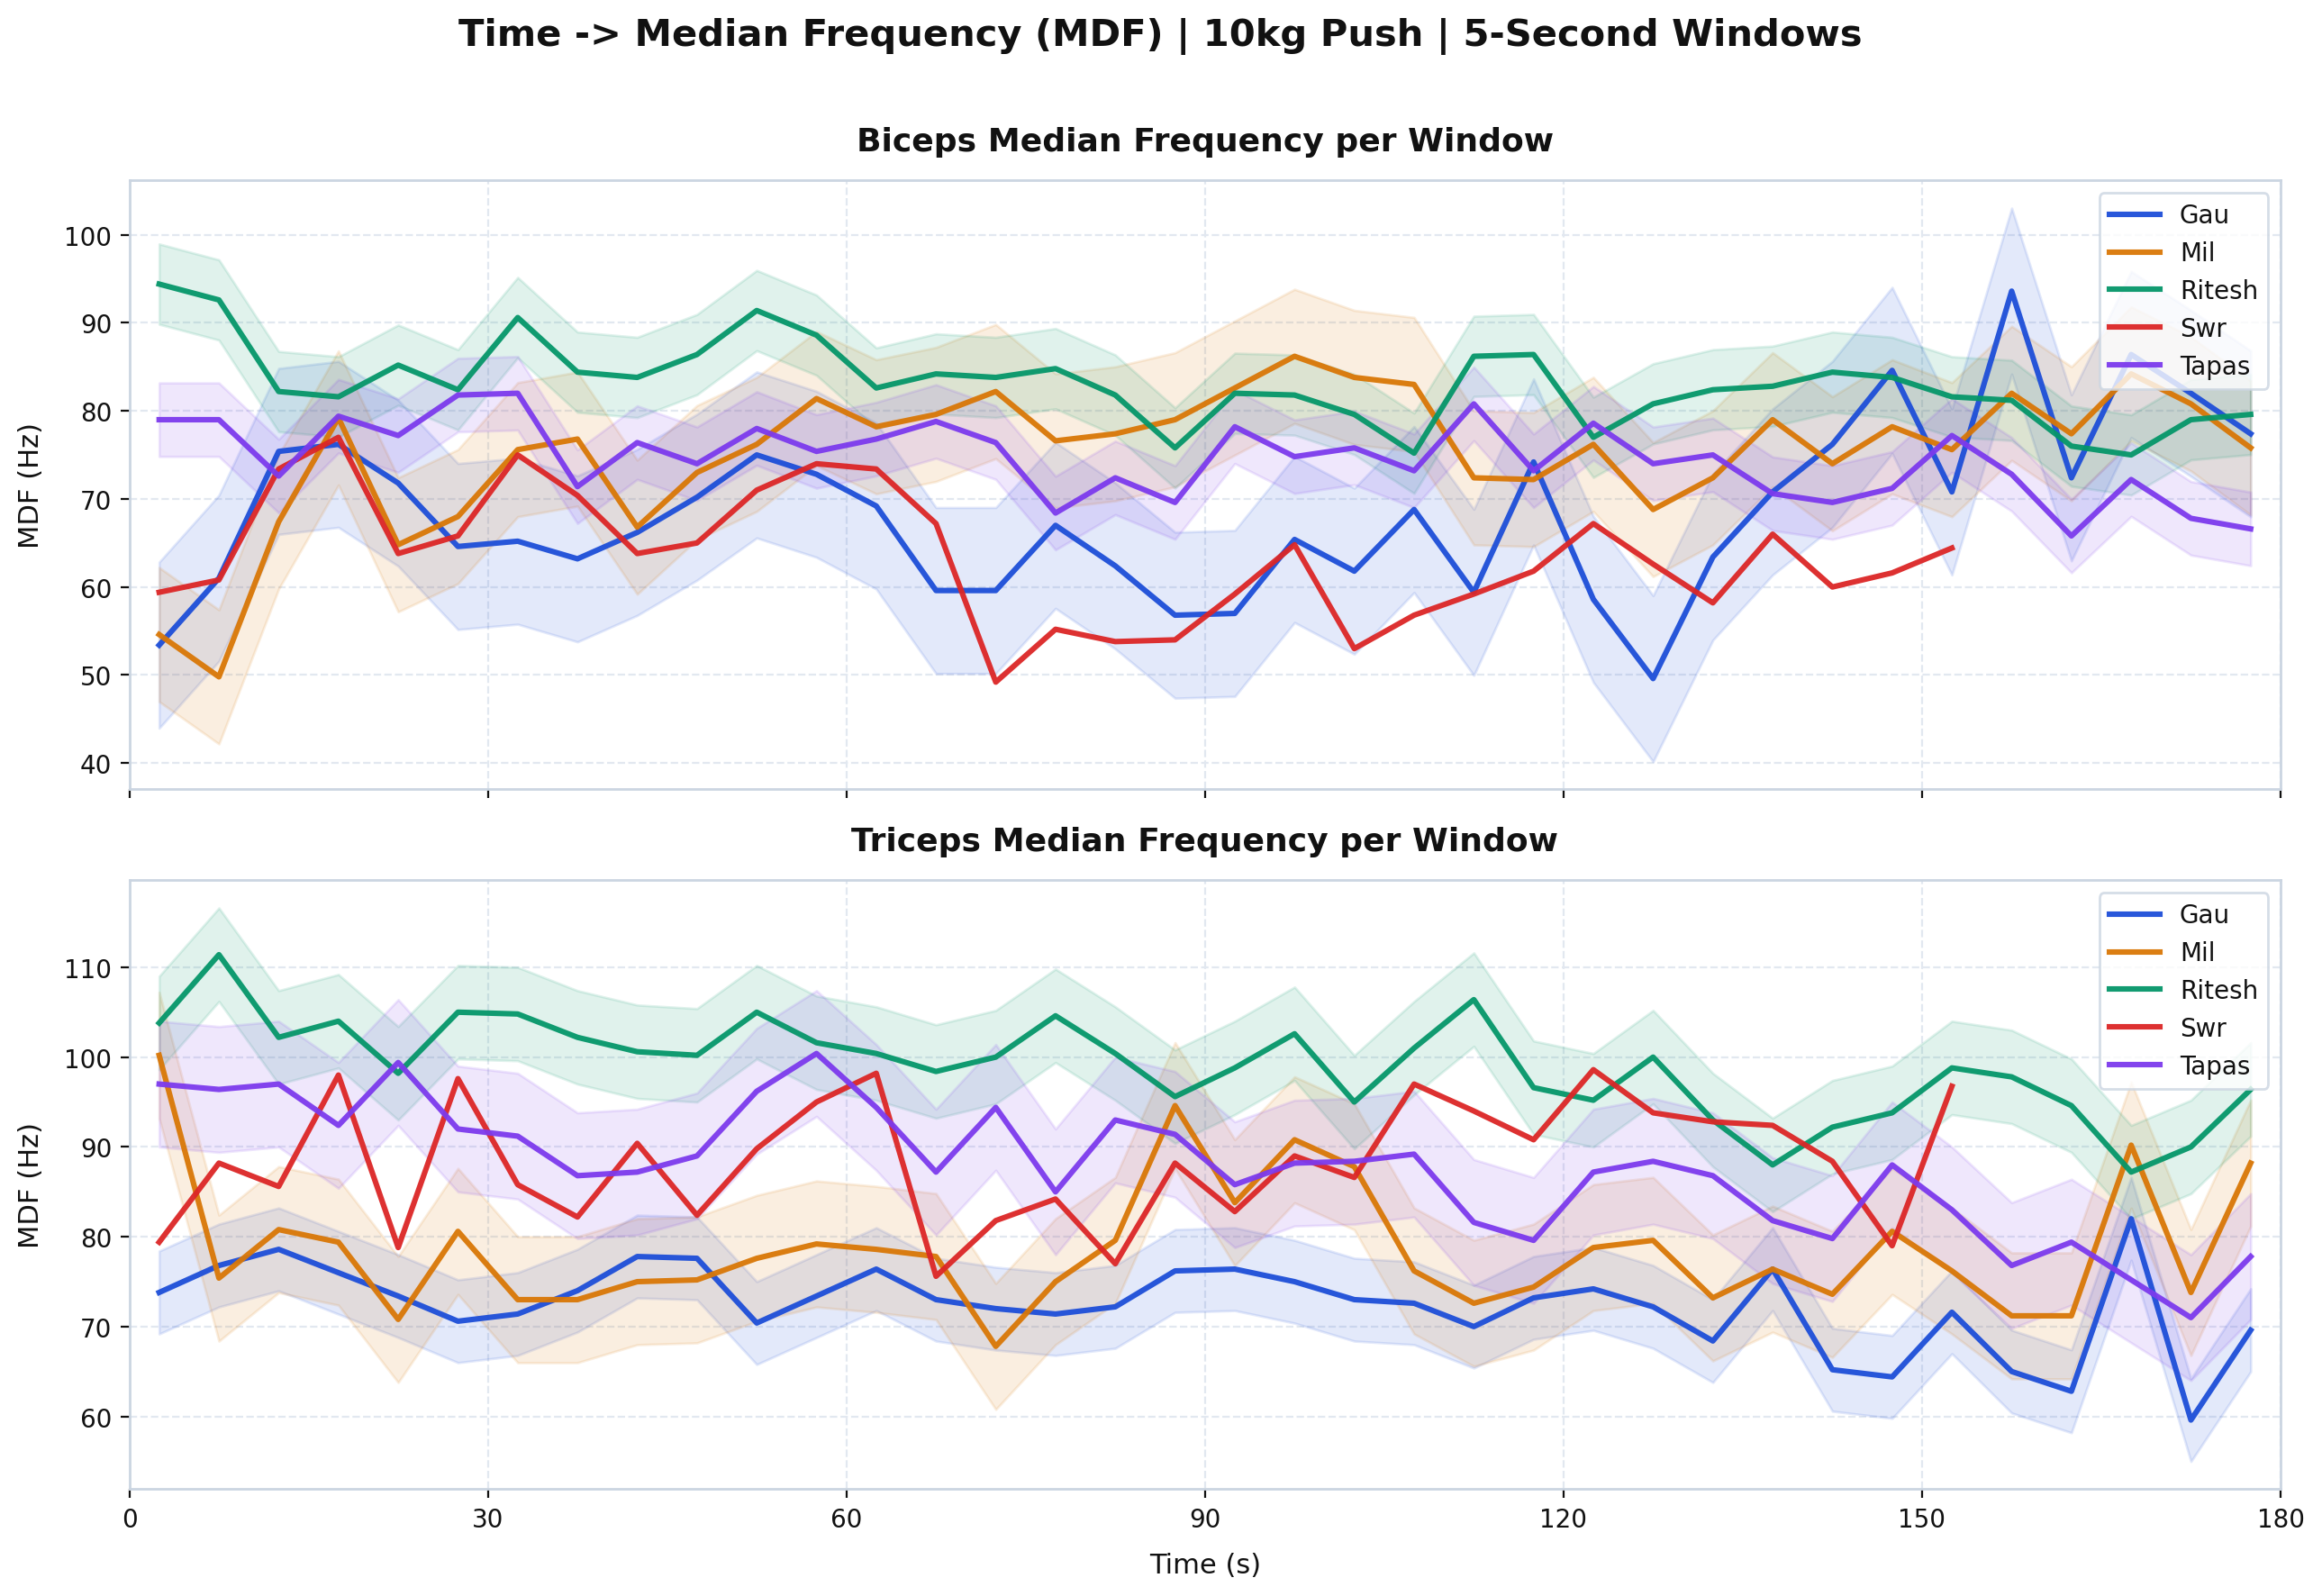 Time -> Median Frequency (MDF) | 10kg Push | 5-Second Windows
Biceps Median Frequency per Window
MDF (Hz)
100
90
80
70
60
50
40
Gau
Mil
Ritesh
Swr
Tapas
Triceps Median Frequency per Window
MDF (Hz)
110
100
90
80
70
60
Gau
Mil
Ritesh
Swr
Tapas
0 30 60 90 120 150 180
Time (s)